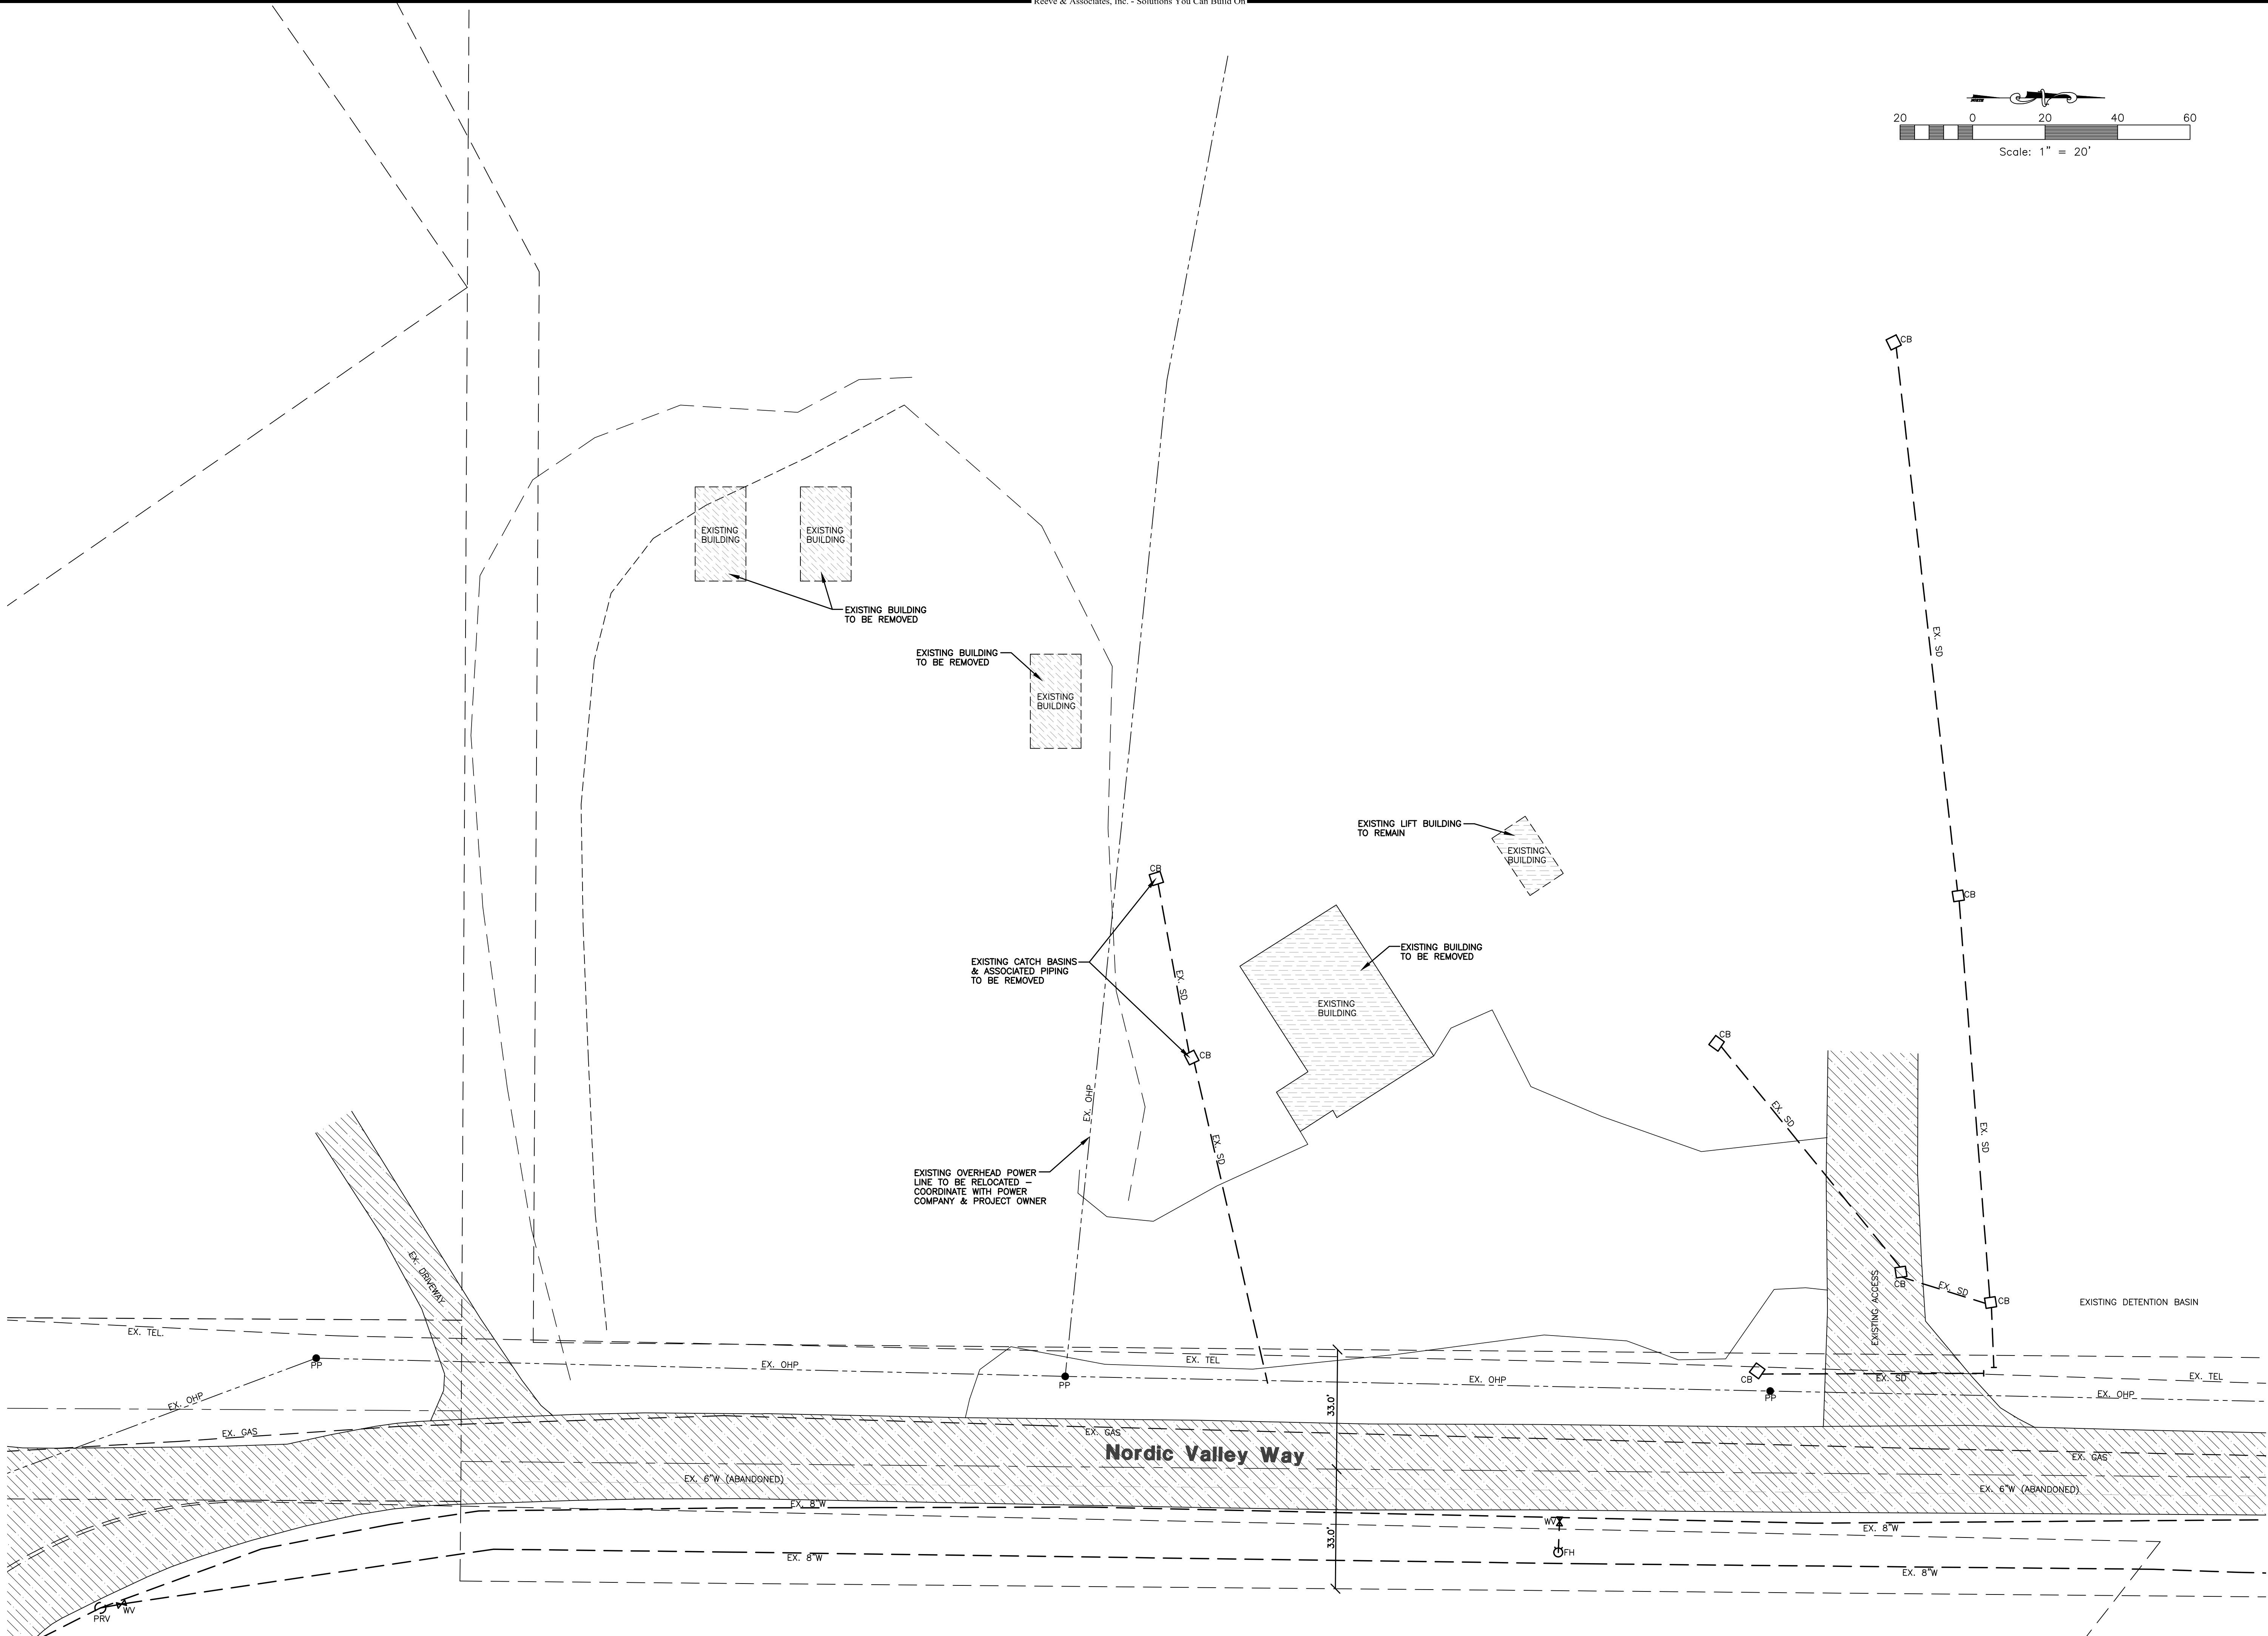 Reeve & Associates, Inc. - Solutions You Can Build On
NORTH
20 0 20 40 60
Scale: 1" = 20'
CB
EXISTING
BUILDING
EXISTING
BUILDING
EXISTING BUILDING
TO BE REMOVED
EX. SD
EXISTING BUILDING
TO BE REMOVED
EXISTING
BUILDING
EXISTING LIFT BUILDING
TO REMAIN
EXISTING
BUILDING
CB
CB
EXISTING BUILDING
TO BE REMOVED
EXISTING CATCH BASINS
& ASSOCIATED PIPING
TO BE REMOVED
EX. SD
EXISTING
BUILDING
CB
CB
EX. OHP
EX. SD
EX. SD
EX. SD
EXISTING OVERHEAD POWER
LINE TO BE RELOCATED –
COORDINATE WITH POWER
COMPANY & PROJECT OWNER
EX. DRIVEWAY
EXISTING ACCESS
CB
EX. SD
CB
EXISTING DETENTION BASIN
EX. TEL.
PP
EX. OHP
EX. TEL
PP
EX. OHP
CB
PP
EX. SD
EX. TEL
EX. OHP
EX. OHP
33.0'
EX. GAS
EX. GAS
Nordic Valley Way
EX. GAS
EX. 6"W (ABANDONED)
EX. 6"W (ABANDONED)
EX. 8"W
WV
EX. 8"W
33.0'
EX. 8"W
FH
EX. 8"W
PRV
WV